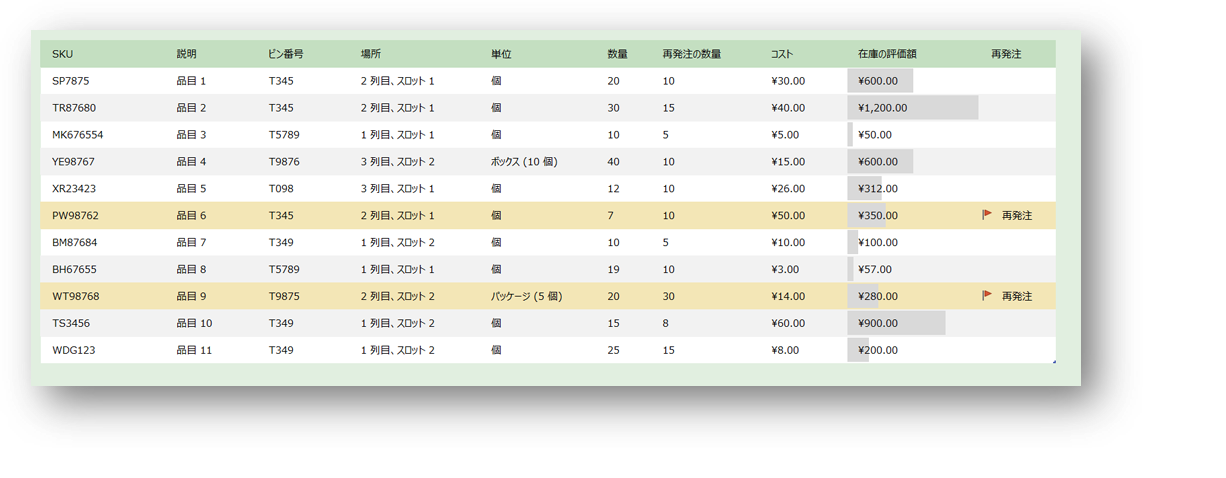 SKU 説明 ビン番号 場所 単位 数量 再発注の数量 コスト 在庫の評価額 再発注
SP7875 品目 1 T345 2 列目、スロット 1 個 20 10 ¥30.00 ¥600.00
TR87680 品目 2 T345 2 列目、スロット 1 個 30 15 ¥40.00 ¥1,200.00
MK676554 品目 3 T5789 1 列目、スロット 1 個 10 5 ¥5.00 ¥50.00
YE98767 品目 4 T9876 3 列目、スロット 2 ボックス (10 個) 40 10 ¥15.00 ¥600.00
XR23423 品目 5 T098 3 列目、スロット 1 個 12 10 ¥26.00 ¥312.00
PW98762 品目 6 T345 2 列目、スロット 1 個 7 10 ¥50.00 ¥350.00 再発注
BM87684 品目 7 T349 1 列目、スロット 2 個 10 5 ¥10.00 ¥100.00
BH67655 品目 8 T5789 1 列目、スロット 1 個 19 10 ¥3.00 ¥57.00
WT98768 品目 9 T9875 2 列目、スロット 2 パッケージ (5 個) 20 30 ¥14.00 ¥280.00 再発注
TS3456 品目 10 T349 1 列目、スロット 2 個 15 8 ¥60.00 ¥900.00
WDG123 品目 11 T349 1 列目、スロット 2 個 25 15 ¥8.00 ¥200.00